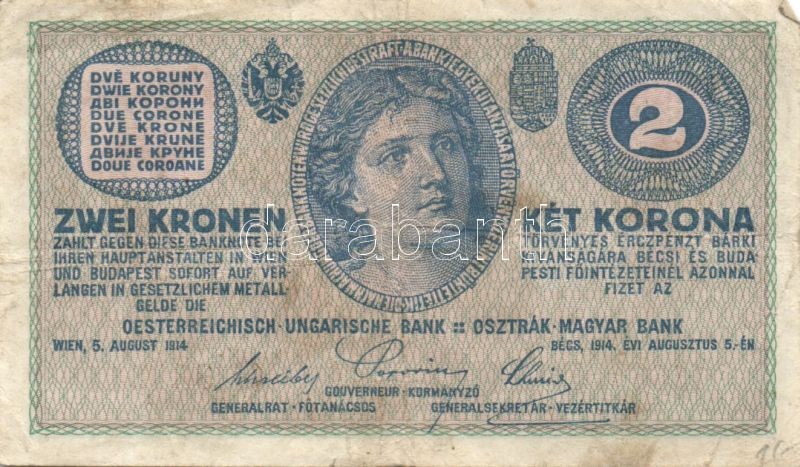 DVĚ KORUNY
DWIE KORONY
ДВІ КОРОНИ
DUE CORONE
DVE KRONE
DVIJE KRUNE
ДВИЈЕ КРУНЕ
DOUE COROANE
2
ZWEI KRONEN
ZAHLT GEGEN DIESE BANKNOTE BEI
IHREN HAUPTANSTALTEN IN WIEN
UND BUDAPEST SOFORT AUF VER-
LANGEN IN GESETZLICHEM METALL-
GELDE DIE
KÉT KORONA
TÖRVÉNYES ÉRCZPÉNZT BÁRKI
KIVÁNSÁGÁRA BÉCSI ÉS BUDA-
PESTI FŐINTÉZETEINÉL AZONNAL
FIZET AZ
darabanth
OESTERREICHISCH-UNGARISCHE BANK :: OSZTRÁK-MAGYAR BANK
WIEN, 5. AUGUST 1914
BÉCS, 1914. ÉVI AUGUSZTUS 5.-ÉN
GOUVERNEUR · KORMÁNYZÓ
GENERALRAT · FŐTANÁCSOS
GENERALSEKRETÄR · VEZÉRTITKÁR